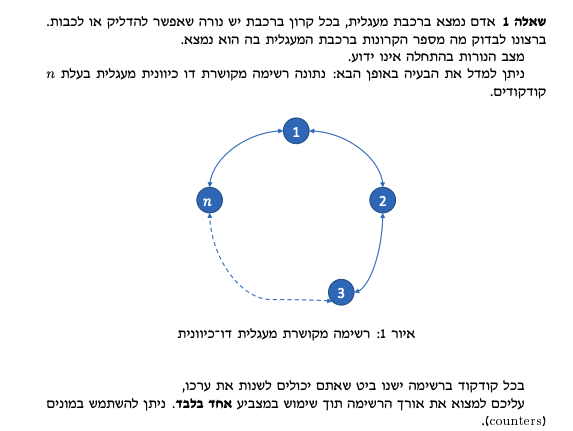 שאלה 1 אדם נמצא ברכבת מעגלית, בכל קרון ברכבת יש נורה שאפשר להדליק או לכבות.
ברצונו לבדוק מה מספר הקרונות ברכבת המעגלית בה הוא נמצא.
מצב הנורות בהתחלה אינו ידוע.
ניתן למדל את הבעיה באופן הבא: נתונה רשימה מקושרת דו כיוונית מעגלית בעלת n
קודקודים.
1
n
2
3
איור 1: רשימה מקושרת מעגלית דו־כיוונית
בכל קודקוד ברשימה ישנו ביט שאתם יכולים לשנות את ערכו,
עליכם למצוא את אורך הרשימה תוך שימוש במצביע אחד בלבד. ניתן להשתמש במונים
(counters).